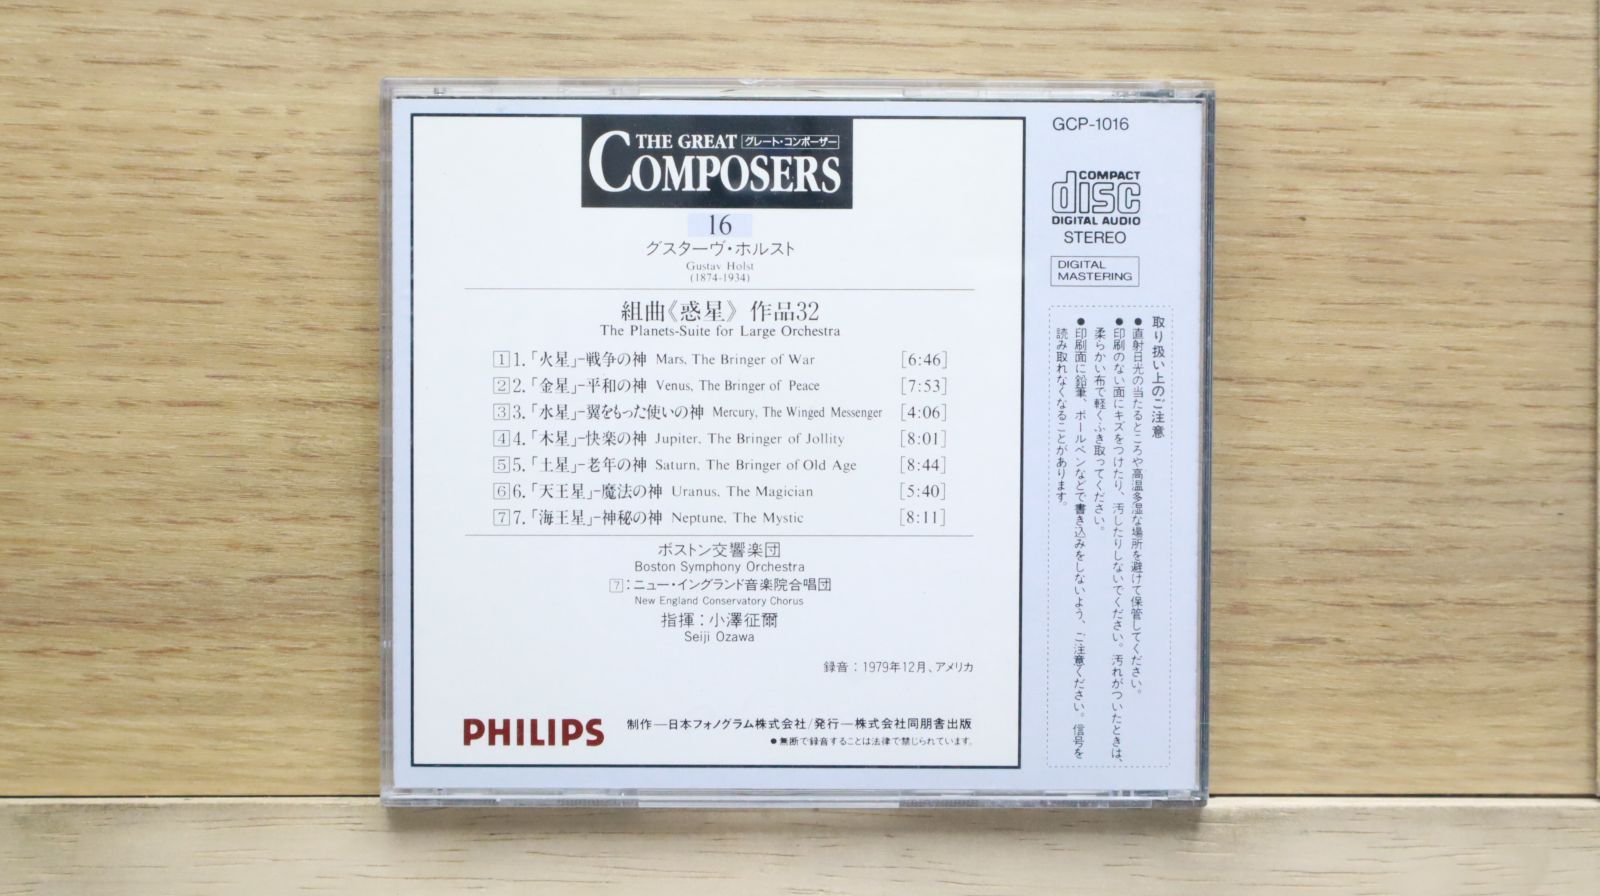 THE GREAT グレート・コンポーザー
COMPOSERS
16
グスターヴ・ホルスト
Gustav Holst
(1874-1934)
組曲《惑星》 作品32
The Planets-Suite for Large Orchestra
1 1.「火星」-戦争の神 Mars, The Bringer of War [6:46]
2 2.「金星」-平和の神 Venus, The Bringer of Peace [7:53]
3 3.「水星」-翼をもった使いの神 Mercury, The Winged Messenger [4:06]
4 4.「木星」-快楽の神 Jupiter, The Bringer of Jollity [8:01]
5 5.「土星」-老年の神 Saturn, The Bringer of Old Age [8:44]
6 6.「天王星」-魔法の神 Uranus, The Magician [5:40]
7 7.「海王星」-神秘の神 Neptune, The Mystic [8:11]
ボストン交響楽団
Boston Symphony Orchestra
7:ニュー・イングランド音楽院合唱団
New England Conservatory Chorus
指揮:小澤征爾
Seiji Ozawa
録音:1979年12月、アメリカ
PHILIPS 制作―日本フォノグラム株式会社/発行―株式会社同朋舎出版
●無断で録音することは法律で禁じられています。
GCP-1016
COMPACT
disc
DIGITAL AUDIO
STEREO
DIGITAL
MASTERING
取り扱い上のご注意
●直射日光の当たるところや高温多湿な場所を避けて保管してください。
●印刷のない面にキズをつけたり、汚したりしないでください。汚れがついたときは、
柔らかい布で軽くふき取ってください。
●印刷面に鉛筆、ボールペンなどで書き込みをしないよう、ご注意ください。信号を
読み取れなくなることがあります。